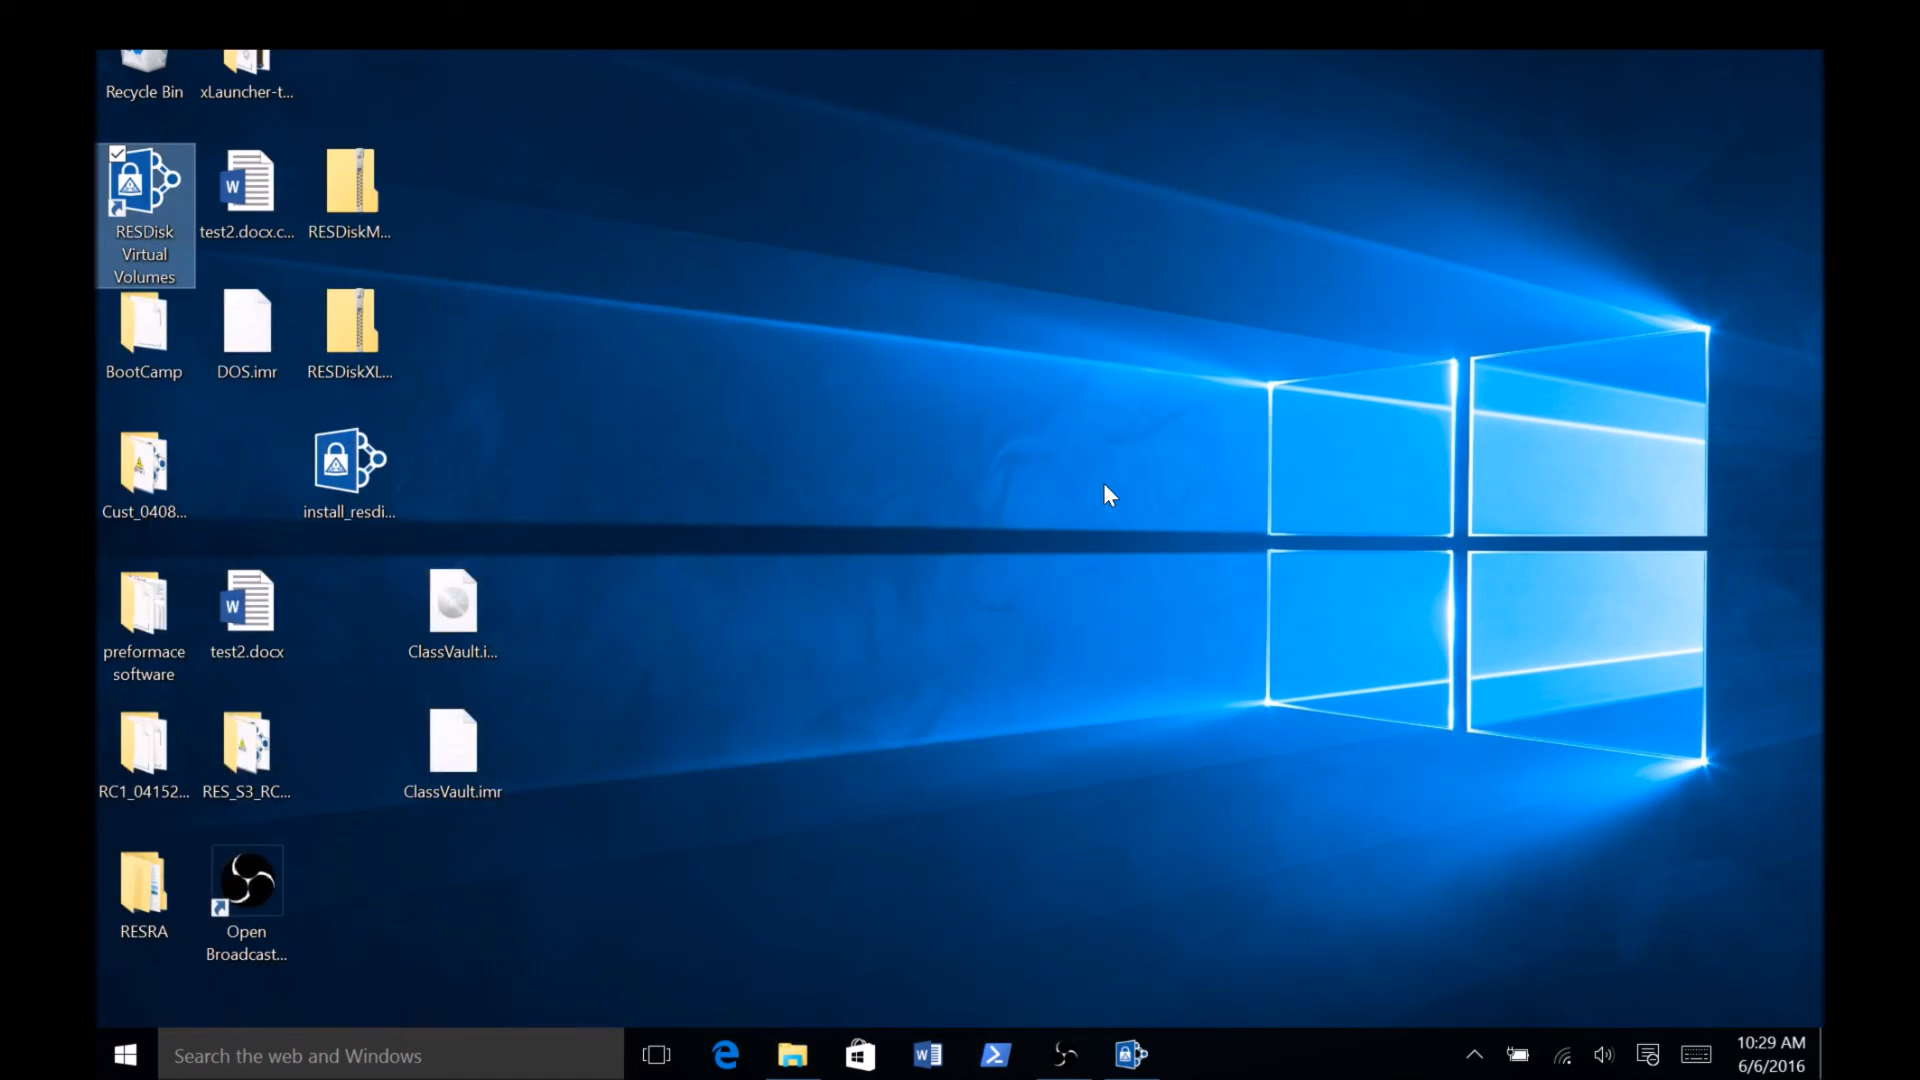 Recycle Bin
xLauncher-t...
RESDisk
Virtual
Volumes
test2.docx.c...
RESDiskM...
BootCamp
DOS.imr
RESDiskXL...
Cust_0408...
install_resdi...
preformace
software
test2.docx
ClassVault.i...
RC1_04152...
RES_S3_RC...
ClassVault.imr
RESRA
Open
Broadcast...
Search the web and Windows
10:29 AM
6/6/2016